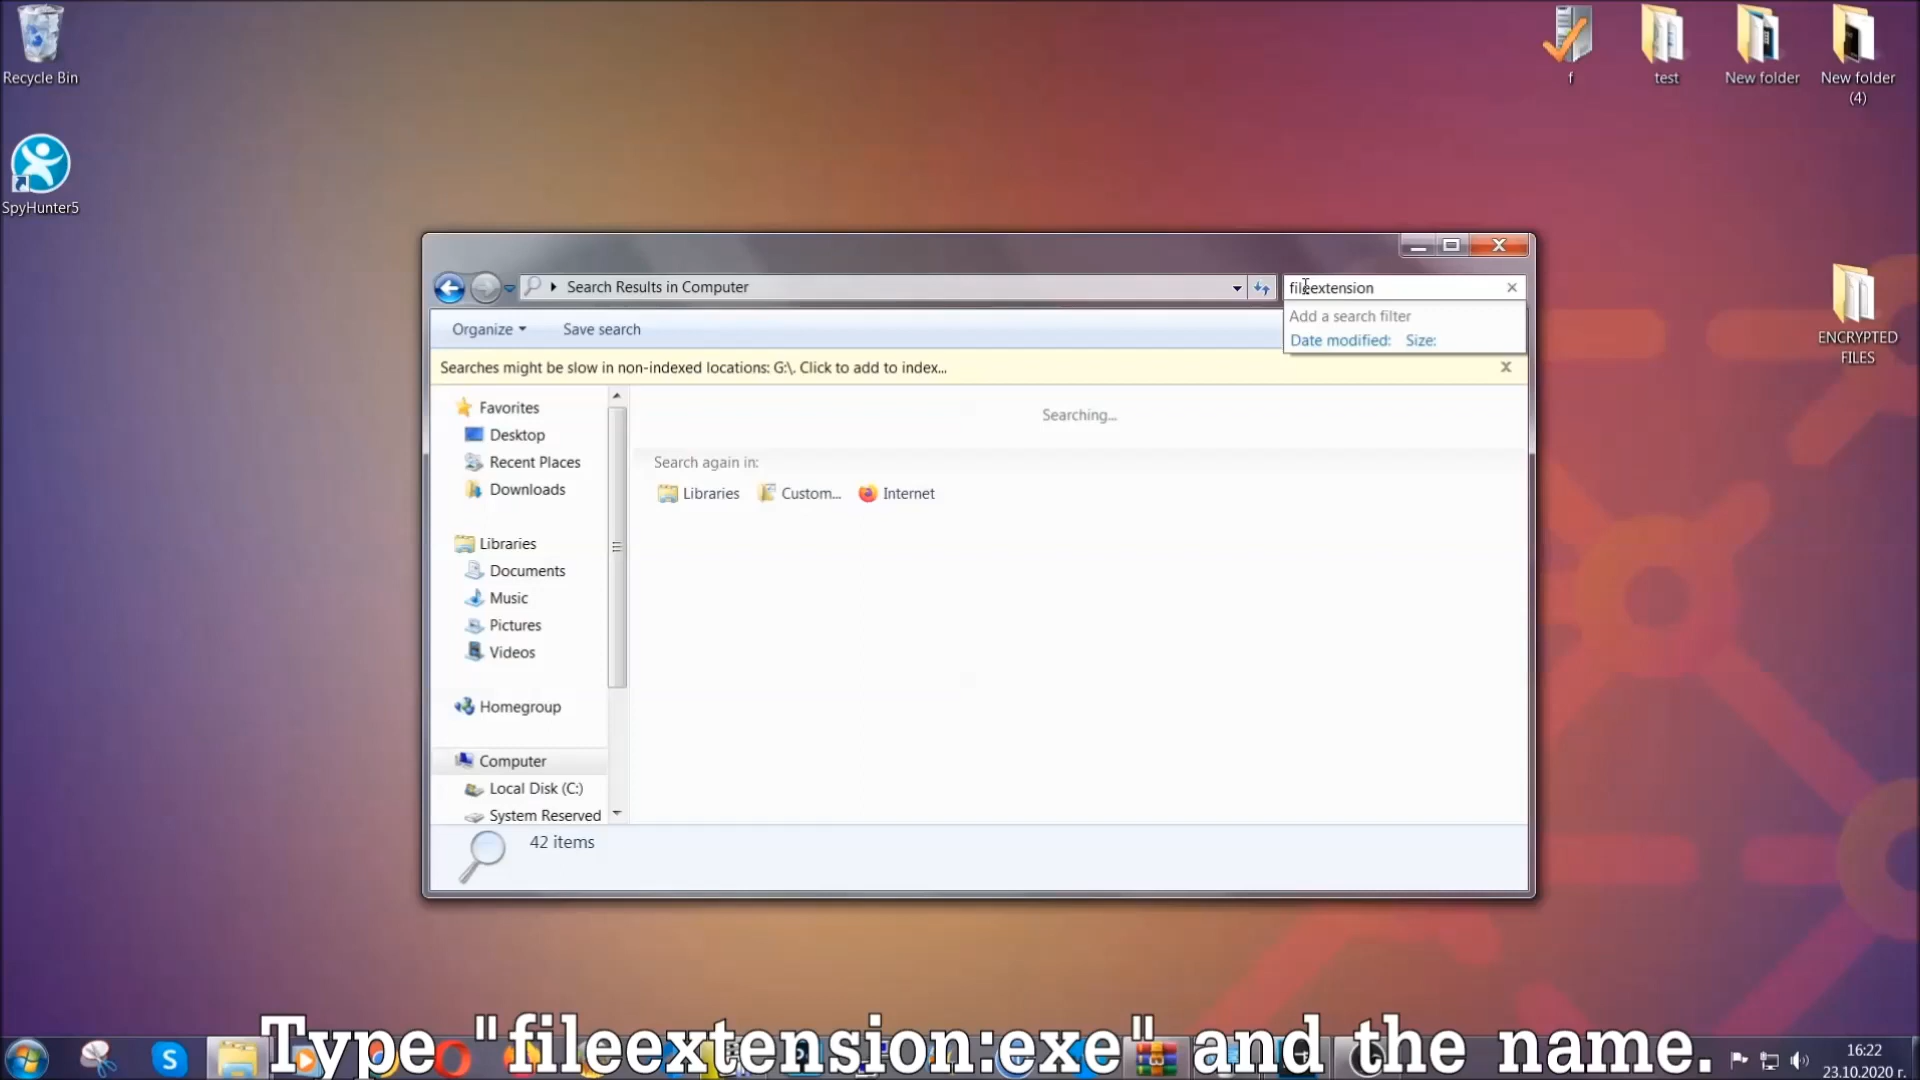 Recycle Bin
SpyHunter5
f
test
New folder
New folder
(4)
ENCRYPTED
FILES
Search Results in Computer
fileextension
Add a search filter
Date modified: Size:
Organize
Save search
Searches might be slow in non-indexed locations: G:\. Click to add to index...
Favorites
Desktop
Recent Places
Downloads
Libraries
Documents
Music
Pictures
Videos
Homegroup
Computer
Local Disk (C:)
System Reserved
Searching...
Search again in:
Libraries
Custom...
Internet
42 items
Type "fileextension:exe" and the name.
16:22
23.10.2020 г.